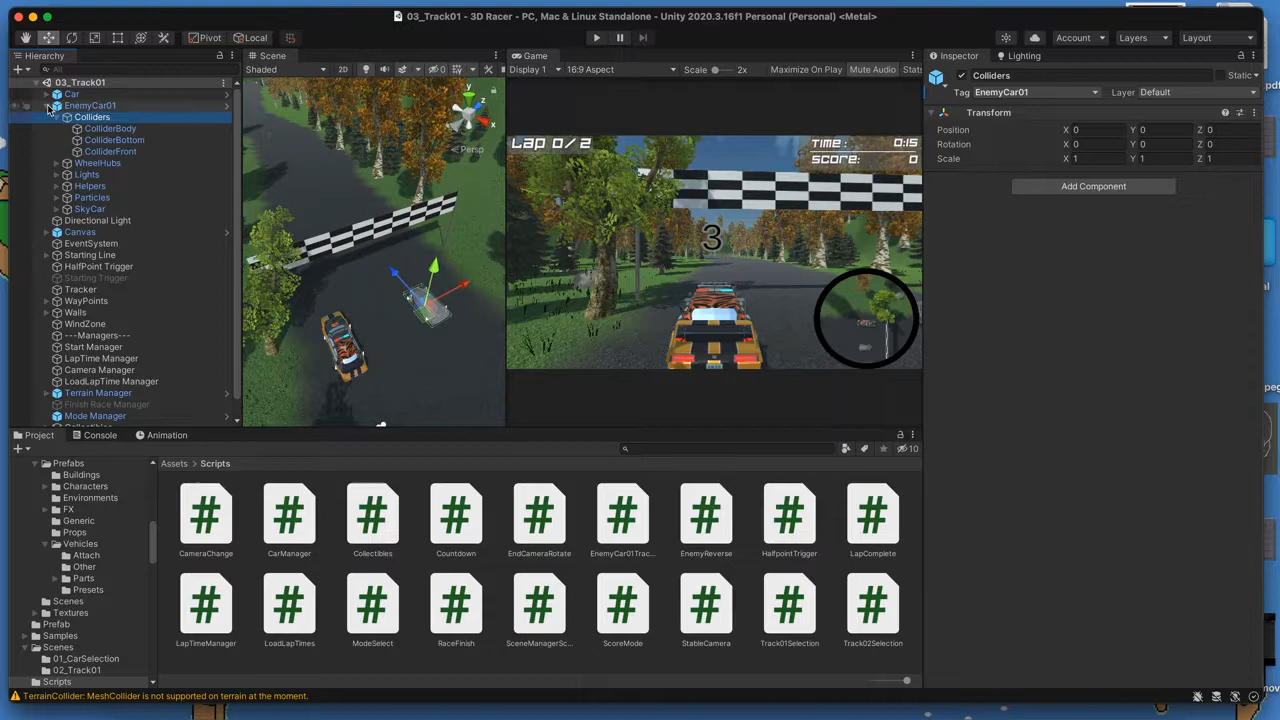 03_Track01 - 3D Racer - PC, Mac & Linux Standalone - Unity 2020.3.16f1 Personal (Personal) <Metal>
Pivot Local Account Layers Layout
Hierarchy
All
03_Track01
Car
EnemyCar01
Colliders
ColliderBody
ColliderBottom
ColliderFront
WheelHubs
Lights
Helpers
Particles
SkyCar
Directional Light
Canvas
EventSystem
Starting Line
HalfPoint Trigger
Starting Trigger
Tracker
WayPoints
Walls
WindZone
---Managers---
Start Manager
LapTime Manager
Camera Manager
LoadLapTime Manager
Terrain Manager
Finish Race Manager
Mode Manager
Scene
Shaded 2D 0
y
z
x
Persp
Game
Display 1 16:9 Aspect Scale 2x Maximize On Play Mute Audio Stats
LAP 0/2
TIME: 0:15
SCORE: 0
3
Inspector Lighting
Colliders Static
Tag EnemyCar01 Layer Default
Transform
Position X 0 Y 0 Z 0
Rotation X 0 Y 0 Z 0
Scale X 1 Y 1 Z 1
Add Component
Project Console Animation
10
Prefabs
Buildings
Characters
Environments
FX
Generic
Props
Vehicles
Attach
Other
Parts
Presets
Scenes
Textures
Prefab
Samples
Scenes
01_CarSelection
02_Track01
Scripts
Assets > Scripts
CameraChange CarManager Collectibles Countdown EndCameraRotate EnemyCar01Trac... EnemyReverse HalfpointTrigger LapComplete
LapTimeManager LoadLapTimes ModeSelect RaceFinish SceneManagerSc... ScoreMode StableCamera Track01Selection Track02Selection
TerrainCollider: MeshCollider is not supported on terrain at the moment.